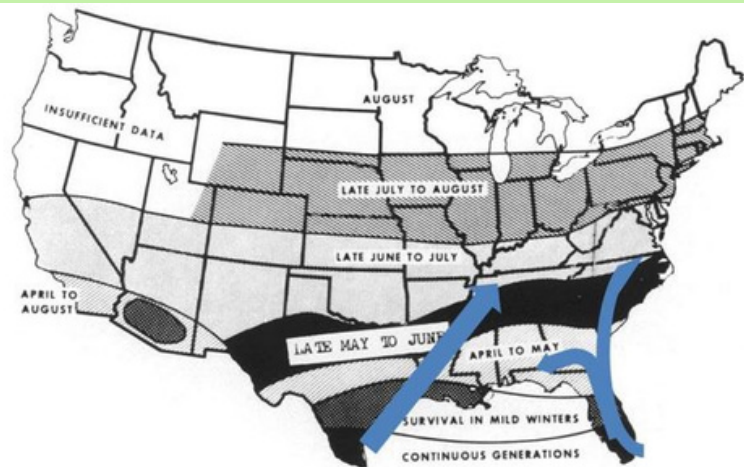 AUGUST
INSUFFICIENT DATA
LATE JULY TO AUGUST
LATE JUNE TO JULY
APRIL TO
AUGUST
LATE MAY TO JUNE
APRIL TO MAY
SURVIVAL IN MILD WINTERS
CONTINUOUS GENERATIONS